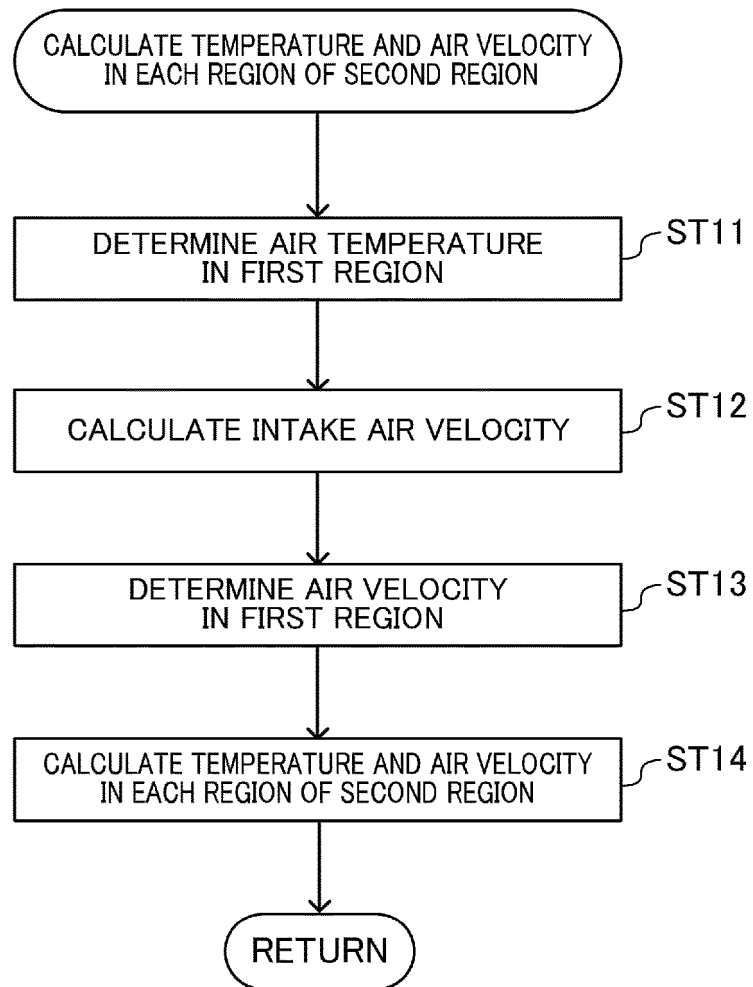 CALCULATE TEMPERATURE AND AIR VELOCITY
IN EACH REGION OF SECOND REGION
DETERMINE AIR TEMPERATURE
IN FIRST REGION
ST11
CALCULATE INTAKE AIR VELOCITY
ST12
DETERMINE AIR VELOCITY
IN FIRST REGION
ST13
CALCULATE TEMPERATURE AND AIR VELOCITY
IN EACH REGION OF SECOND REGION
ST14
RETURN